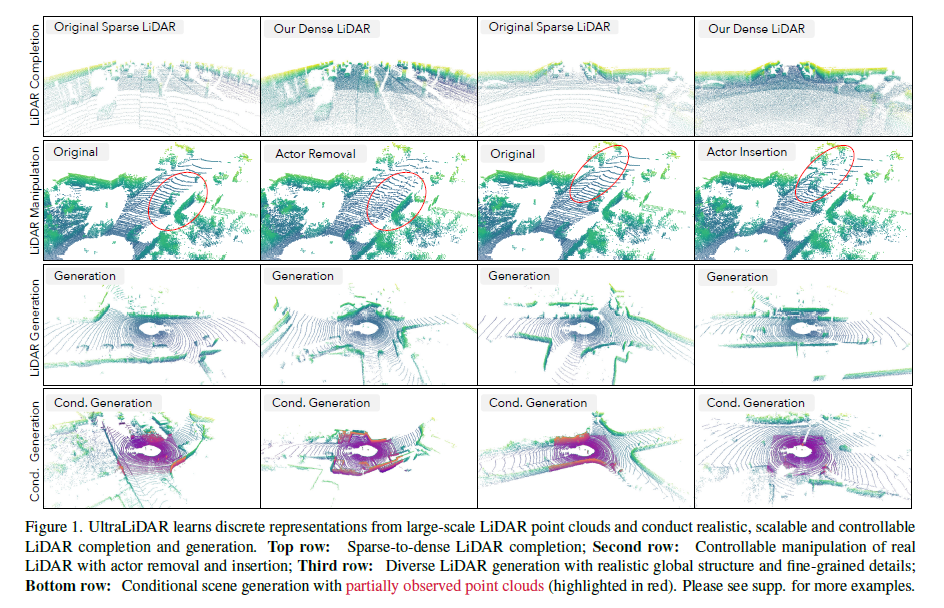 LiDAR Completion
Original Sparse LiDAR
Our Dense LiDAR
Original Sparse LiDAR
Our Dense LiDAR
LiDAR Manipulation
Original
Actor Removal
Original
Actor Insertion
LiDAR Generation
Generation
Generation
Generation
Generation
Cond. Generation
Cond. Generation
Cond. Generation
Cond. Generation
Cond. Generation
Figure 1. UltraLiDAR learns discrete representations from large-scale LiDAR point clouds and conduct realistic, scalable and controllable
LiDAR completion and generation. Top row: Sparse-to-dense LiDAR completion; Second row: Controllable manipulation of real
LiDAR with actor removal and insertion; Third row: Diverse LiDAR generation with realistic global structure and fine-grained details;
Bottom row: Conditional scene generation with partially observed point clouds (highlighted in red). Please see supp. for more examples.